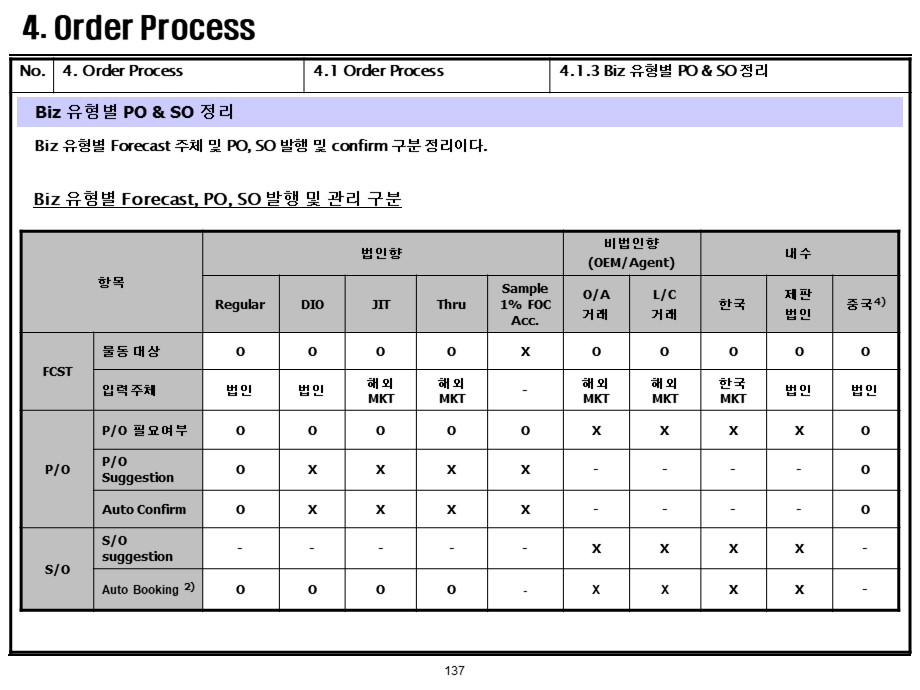 4. Order Process
No. 4. Order Process 4.1 Order Process 4.1.3 Biz 유형별 PO & SO 정리
Biz 유형별 PO & SO 정리
Biz 유형별 Forecast 주체 및 PO, SO 발행 및 confirm 구분 정리이다.
Biz 유형별 Forecast, PO, SO 발행 및 관리 구분
항목 법인향 비법인향 (OEM/Agent) 내수
Regular DIO JIT Thru Sample 1% FOC Acc. O/A 거래 L/C 거래 한국 제판 법인 중국4)
FCST 물동 대상 O O O O X O O O O O
입력주체 법인 법인 해외 MKT 해외 MKT - 해외 MKT 해외 MKT 한국 MKT 법인 법인
P/O P/O 필요여부 O O O O O X X X X O
P/O Suggestion O X X X X - - - - O
Auto Confirm O X X X X - - - - O
S/O S/O suggestion - - - - - X X X X -
Auto Booking 2) O O O O - X X X X -
137